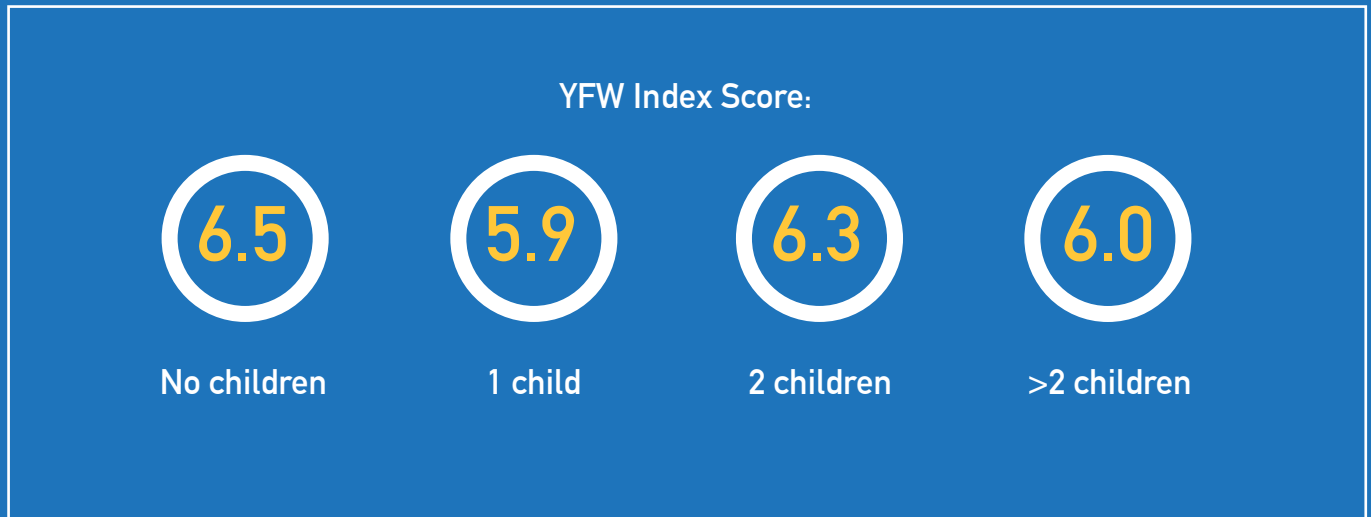 YFW Index Score:
6.5 5.9 6.3 6.0
No children 1 child 2 children >2 children